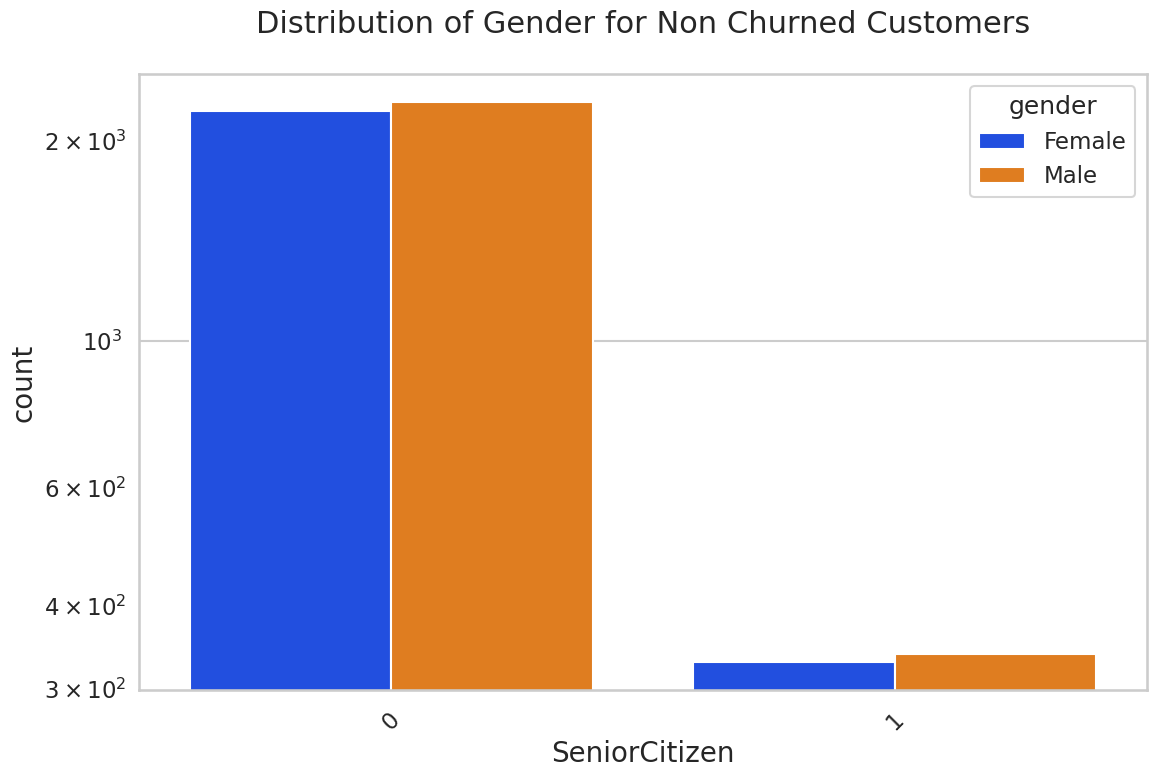 Distribution of Gender for Non Churned Customers
gender
Female
Male
2 × 10³
10³
6 × 10²
4 × 10²
3 × 10²
count
0
1
SeniorCitizen